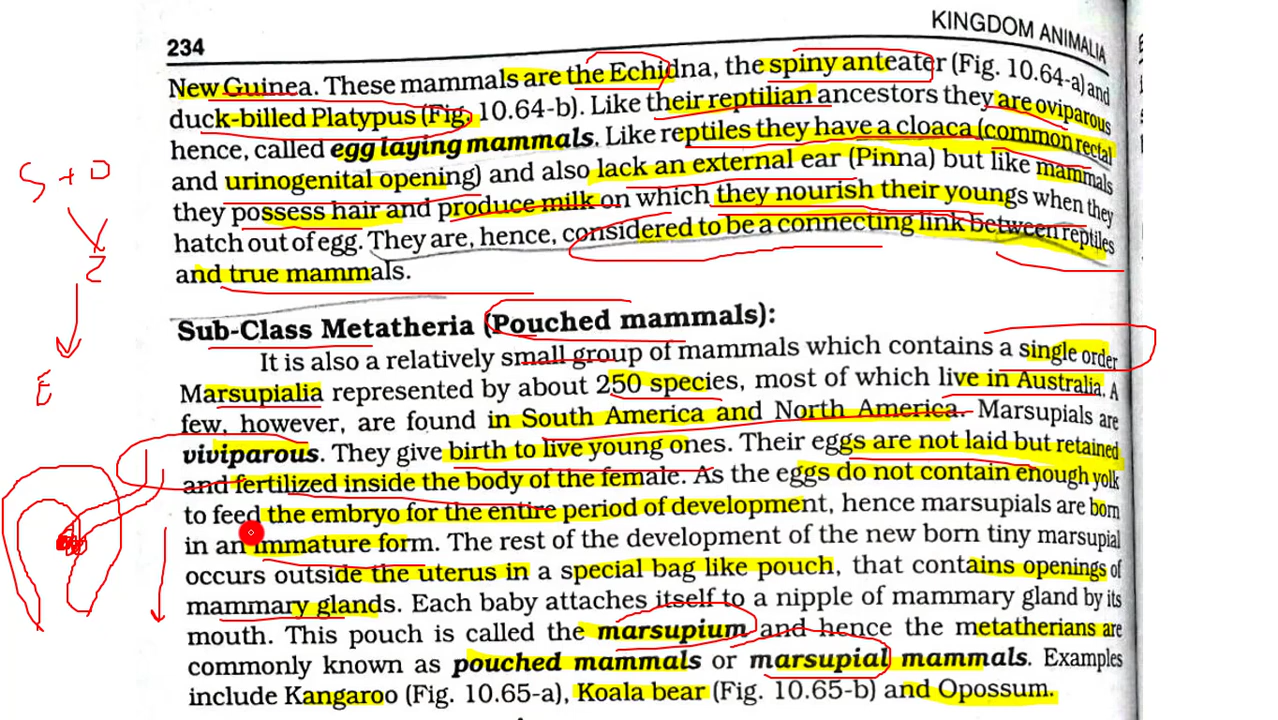 KINGDOM ANIMALIA
234
New Guinea. These mammals are the Echidna, the spiny anteater (Fig. 10.64-a) and
duck-billed Platypus (Fig. 10.64-b). Like their reptilian ancestors they are oviparous
hence, called egg laying mammals. Like reptiles they have a cloaca (common rectal
and urinogenital opening) and also lack an external ear (Pinna) but like mammals
they possess hair and produce milk on which they nourish their youngs when they
hatch out of egg. They are, hence, considered to be a connecting link between reptiles
and true mammals.
S + O
Z
E
Sub-Class Metatheria (Pouched mammals):
It is also a relatively small group of mammals which contains a single order
Marsupialia represented by about 250 species, most of which live in Australia. A
few, however, are found in South America and North America. Marsupials are
viviparous. They give birth to live young ones. Their eggs are not laid but retained
and fertilized inside the body of the female. As the eggs do not contain enough yolk
to feed the embryo for the entire period of development, hence marsupials are born
in an immature form. The rest of the development of the new born tiny marsupial
occurs outside the uterus in a special bag like pouch, that contains openings of
mammary glands. Each baby attaches itself to a nipple of mammary gland by its
mouth. This pouch is called the marsupium and hence the metatherians are
commonly known as pouched mammals or marsupial mammals. Examples
include Kangaroo (Fig. 10.65-a), Koala bear (Fig. 10.65-b) and Opossum.